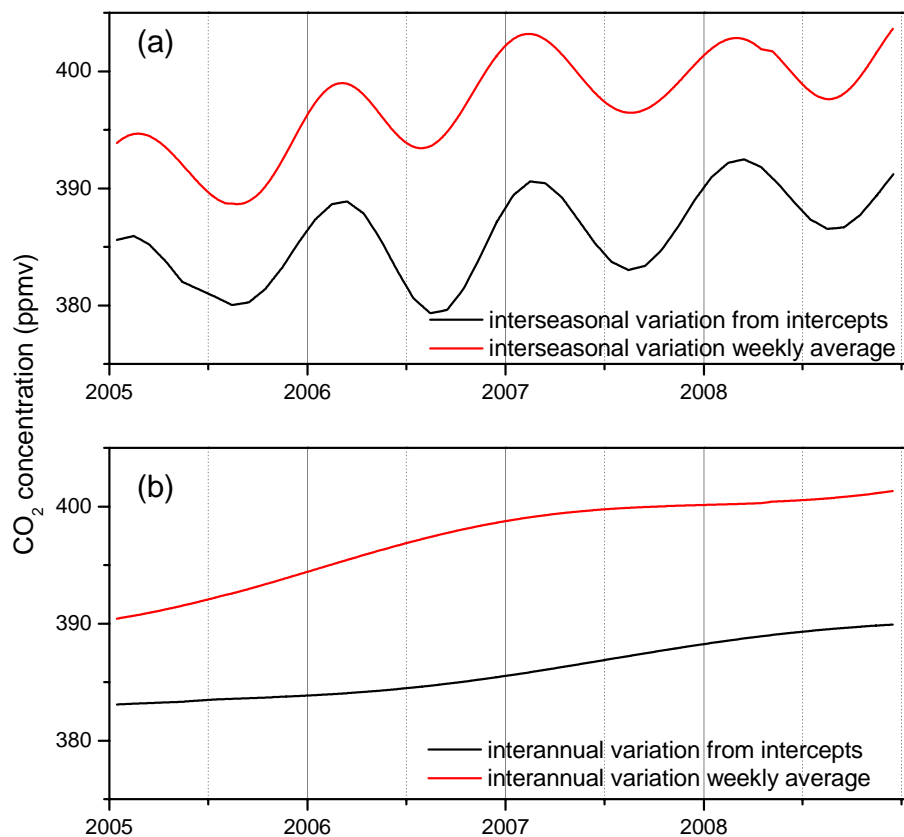 (a)
400
390
380
interseasonal variation from intercepts
interseasonal variation weekly average
2005 2006 2007 2008
CO₂ concentration (ppmv)
(b)
400
390
380
interannual variation from intercepts
interannual variation weekly average
2005 2006 2007 2008